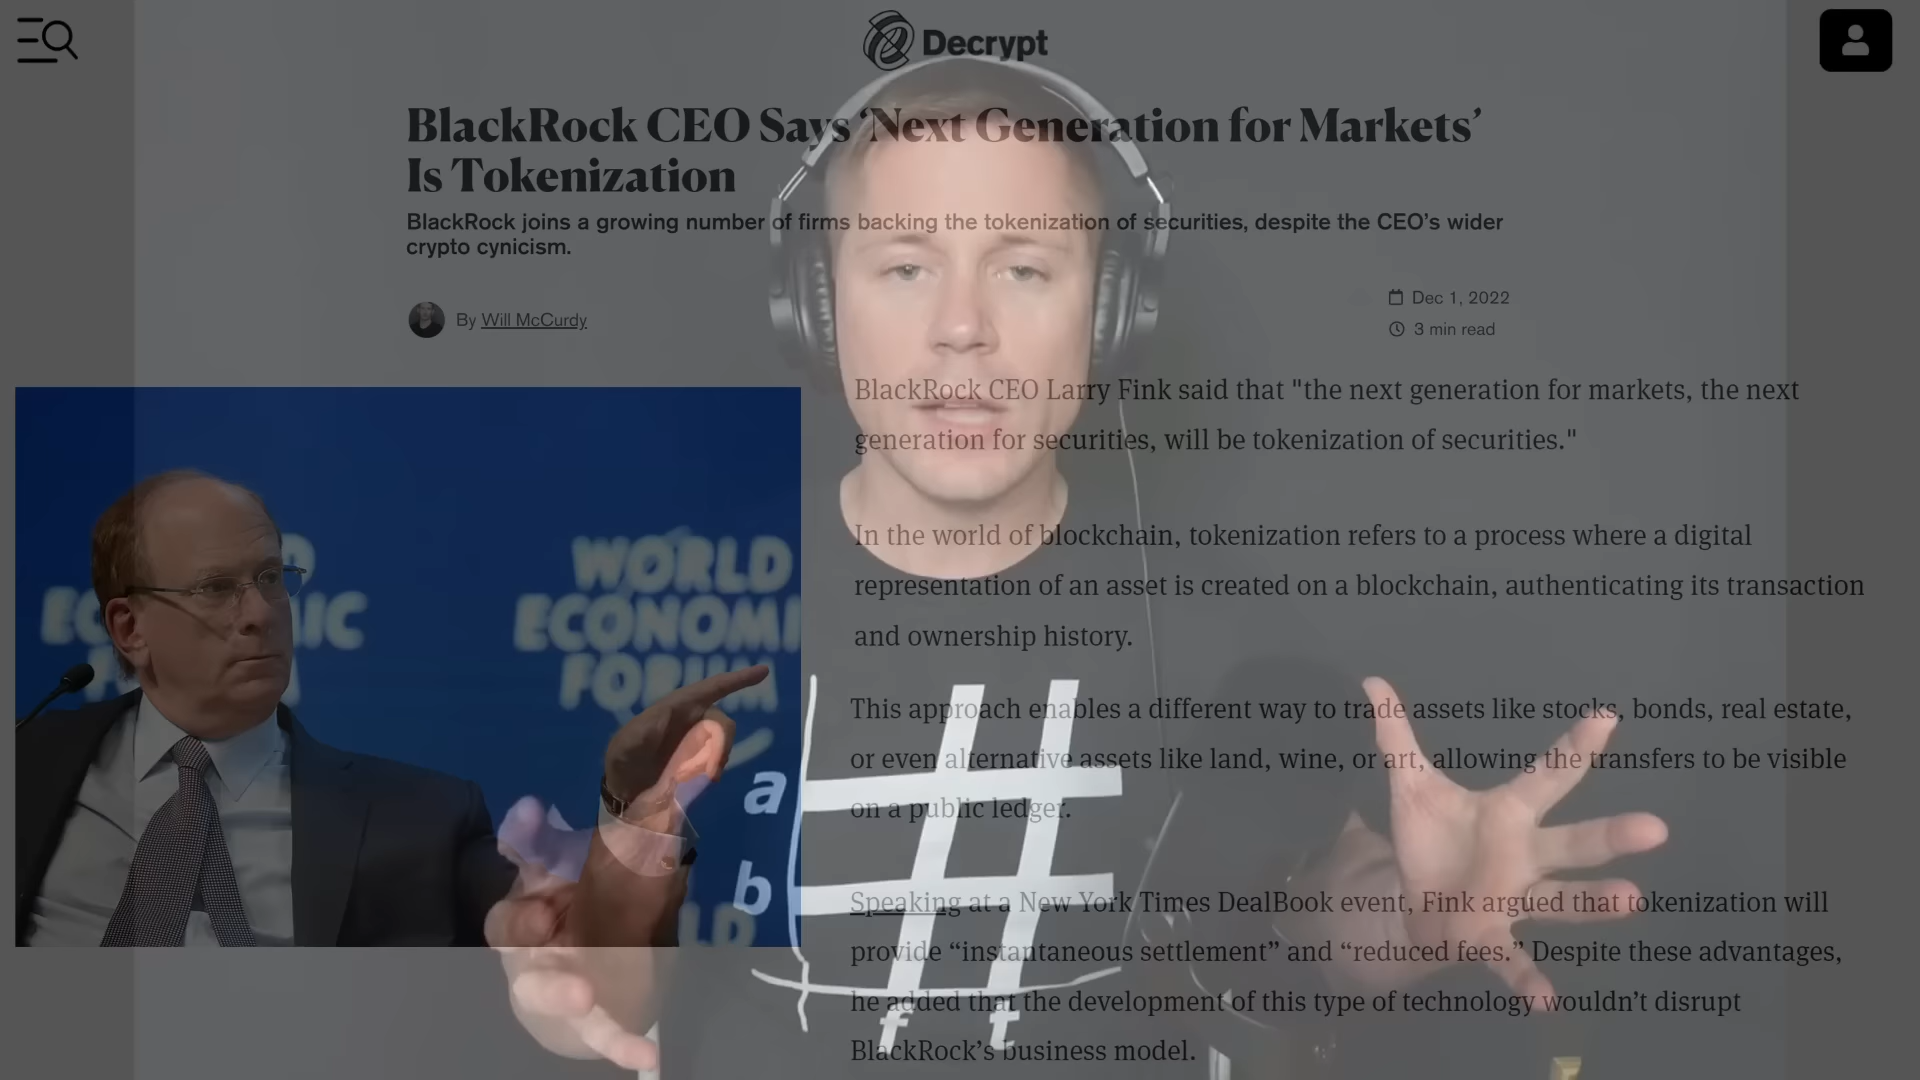 Decrypt
BlackRock CEO Says ‘Next Generation for Markets’
Is Tokenization
BlackRock joins a growing number of firms backing the tokenization of securities, despite the CEO’s wider
crypto cynicism.
By Will McCurdy
Dec 1, 2022
3 min read
BlackRock CEO Larry Fink said that "the next generation for markets, the next
generation for securities, will be tokenization of securities."
In the world of blockchain, tokenization refers to a process where a digital
representation of an asset is created on a blockchain, authenticating its transaction
and ownership history.
This approach enables a different way to trade assets like stocks, bonds, real estate,
or even alternative assets like land, wine, or art, allowing the transfers to be visible
on a public ledger.
Speaking at a New York Times DealBook event, Fink argued that tokenization will
provide “instantaneous settlement” and “reduced fees.” Despite these advantages,
he added that the development of this type of technology wouldn’t disrupt
BlackRock’s business model.
WORLD
ECONOMI
FORUM
LD
a
#
b
f t